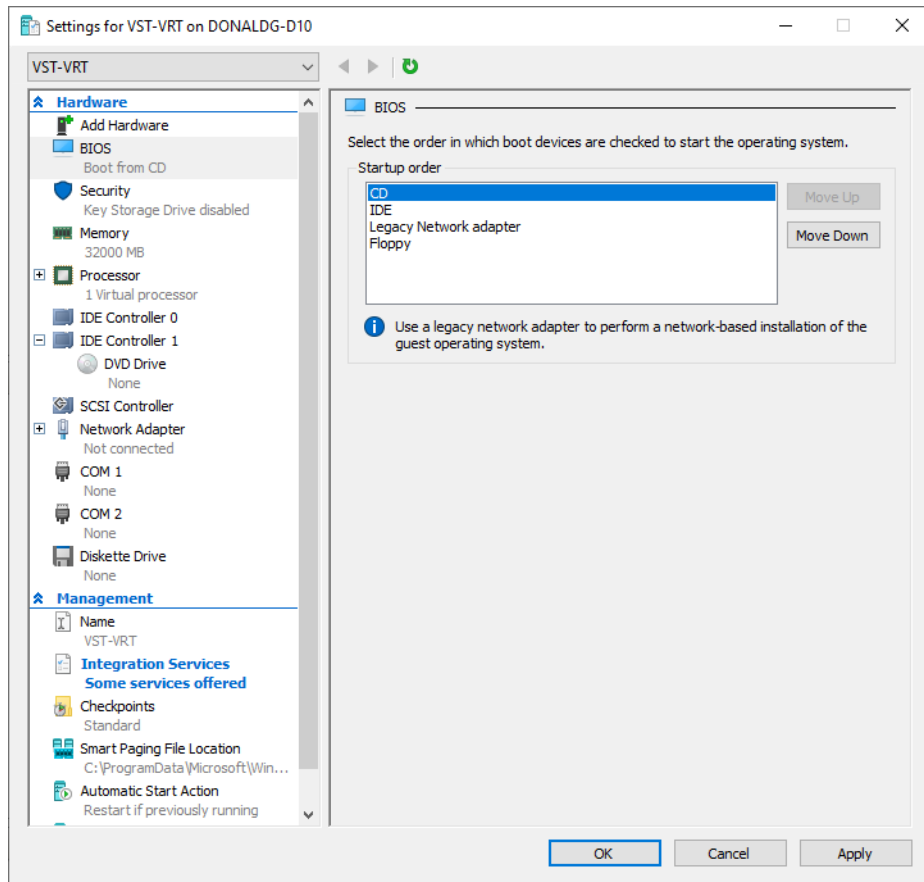 Settings for VST-VRT on DONALDG-D10
VST-VRT
Hardware
Add Hardware
BIOS
Boot from CD
Security
Key Storage Drive disabled
Memory
32000 MB
Processor
1 Virtual processor
IDE Controller 0
IDE Controller 1
DVD Drive
None
SCSI Controller
Network Adapter
Not connected
COM 1
None
COM 2
None
Diskette Drive
None
Management
Name
VST-VRT
Integration Services
Some services offered
Checkpoints
Standard
Smart Paging File Location
C:\ProgramData\Microsoft\Win...
Automatic Start Action
Restart if previously running
BIOS
Select the order in which boot devices are checked to start the operating system.
Startup order
CD
IDE
Legacy Network adapter
Floppy
Move Up
Move Down
Use a legacy network adapter to perform a network-based installation of the
guest operating system.
OK
Cancel
Apply